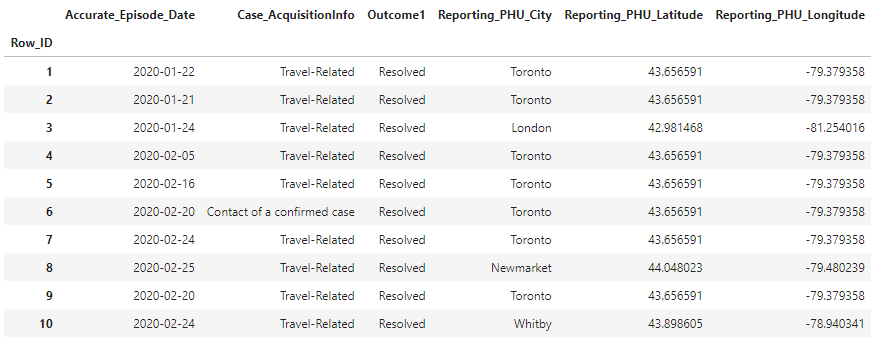 Accurate_Episode_Date Case_AcquisitionInfo Outcome1 Reporting_PHU_City Reporting_PHU_Latitude Reporting_PHU_Longitude
Row_ID
1 2020-01-22 Travel-Related Resolved Toronto 43.656591 -79.379358
2 2020-01-21 Travel-Related Resolved Toronto 43.656591 -79.379358
3 2020-01-24 Travel-Related Resolved London 42.981468 -81.254016
4 2020-02-05 Travel-Related Resolved Toronto 43.656591 -79.379358
5 2020-02-16 Travel-Related Resolved Toronto 43.656591 -79.379358
6 2020-02-20 Contact of a confirmed case Resolved Toronto 43.656591 -79.379358
7 2020-02-24 Travel-Related Resolved Toronto 43.656591 -79.379358
8 2020-02-25 Travel-Related Resolved Newmarket 44.048023 -79.480239
9 2020-02-20 Travel-Related Resolved Toronto 43.656591 -79.379358
10 2020-02-24 Travel-Related Resolved Whitby 43.898605 -78.940341